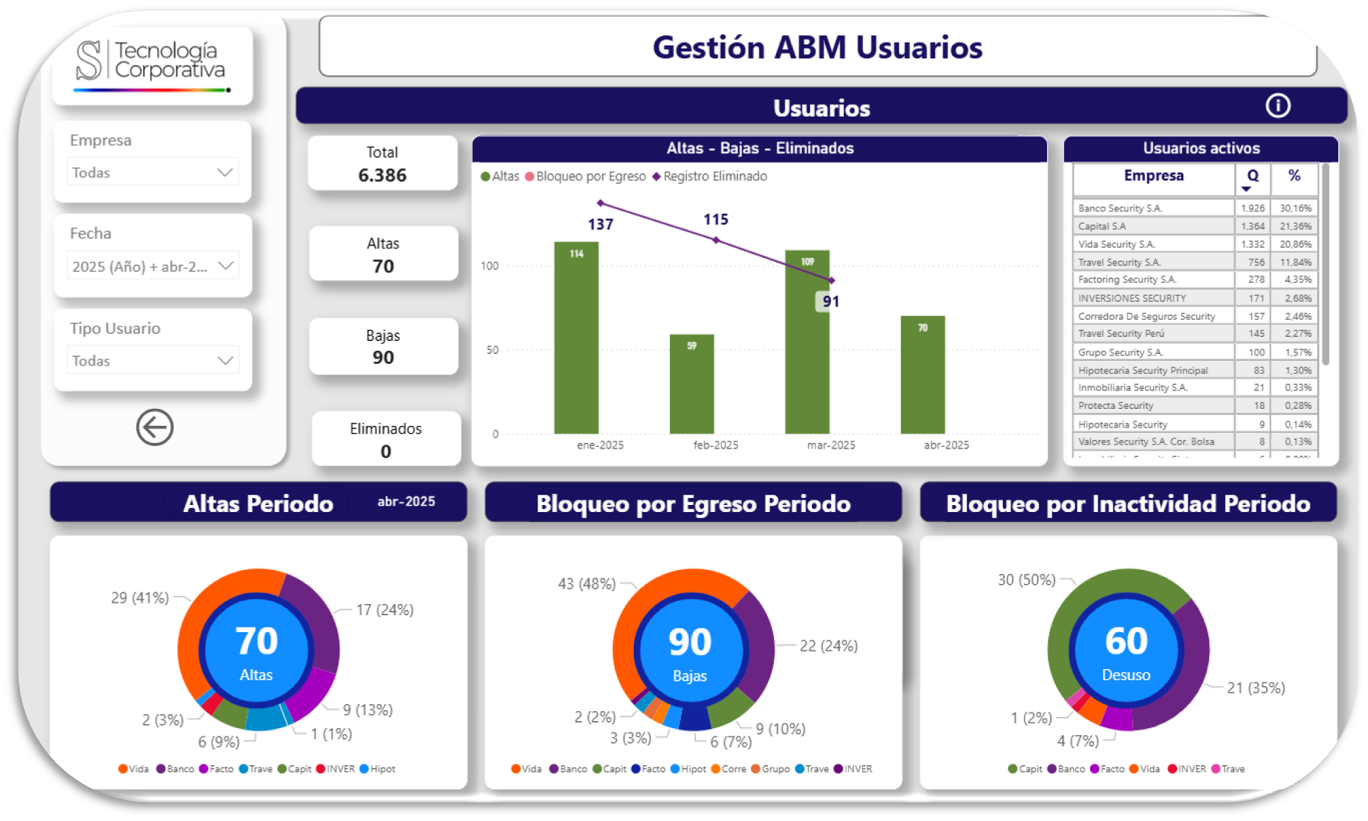 S Tecnología
Corporativa
Gestión ABM Usuarios
Usuarios
Empresa
Todas
Fecha
2025 (Año) + abr-2...
Tipo Usuario
Todas
Total
6.386
Altas
70
Bajas
90
Eliminados
0
Altas - Bajas - Eliminados
Altas Bloqueo por Egreso Registro Eliminado
137
115
91
114
59
109
70
100
50
0
ene-2025 feb-2025 mar-2025 abr-2025
Usuarios activos
Empresa Q %
Banco Security S.A. 1.926 30,16%
Capital S.A 1.364 21,36%
Vida Security S.A. 1.332 20,86%
Travel Security S.A. 756 11,84%
Factoring Security S.A. 278 4,35%
INVERSIONES SECURITY 171 2,68%
Corredora De Seguros Security 157 2,46%
Travel Security Perú 145 2,27%
Grupo Security S.A. 100 1,57%
Hipotecaria Security Principal 83 1,30%
Inmobiliaria Security S.A. 21 0,33%
Protecta Security 18 0,28%
Hipotecaria Security 9 0,14%
Valores Security S.A. Cor. Bolsa 8 0,13%
Altas Periodo abr-2025
29 (41%)
17 (24%)
9 (13%)
1 (1%)
6 (9%)
2 (3%)
70
Altas
Vida Banco Facto Trave Capit INVER Hipot
Bloqueo por Egreso Periodo
43 (48%)
22 (24%)
9 (10%)
6 (7%)
3 (3%)
2 (2%)
90
Bajas
Vida Banco Capit Facto Hipot Corre Grupo Trave INVER
Bloqueo por Inactividad Periodo
30 (50%)
21 (35%)
4 (7%)
1 (2%)
60
Desuso
Capit Banco Facto Vida INVER Trave